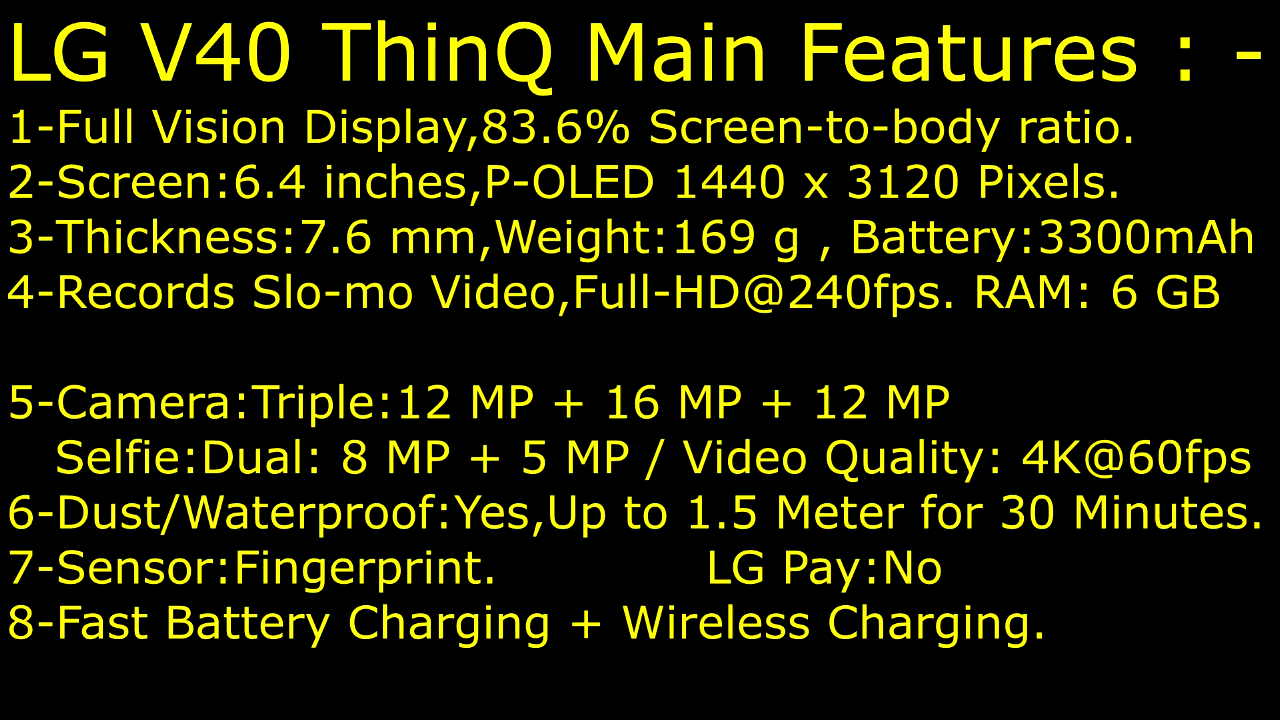 LG V40 ThinQ Main Features : -
1-Full Vision Display,83.6% Screen-to-body ratio.
2-Screen:6.4 inches,P-OLED 1440 x 3120 Pixels.
3-Thickness:7.6 mm,Weight:169 g , Battery:3300mAh
4-Records Slo-mo Video,Full-HD@240fps. RAM: 6 GB
5-Camera:Triple:12 MP + 16 MP + 12 MP
Selfie:Dual: 8 MP + 5 MP / Video Quality: 4K@60fps
6-Dust/Waterproof:Yes,Up to 1.5 Meter for 30 Minutes.
7-Sensor:Fingerprint. LG Pay:No
8-Fast Battery Charging + Wireless Charging.